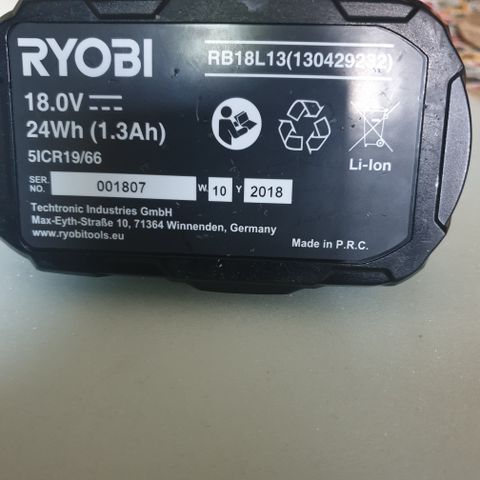 RYOBI
RB18L13(130429232)
18.0V
24Wh (1.3Ah)
5ICR19/66
Li-Ion
SER. NO. 001807 W. 10 Y 2018
Techtronic Industries GmbH
Max-Eyth-Straße 10, 71364 Winnenden, Germany
www.ryobitools.eu
Made in P.R.C.